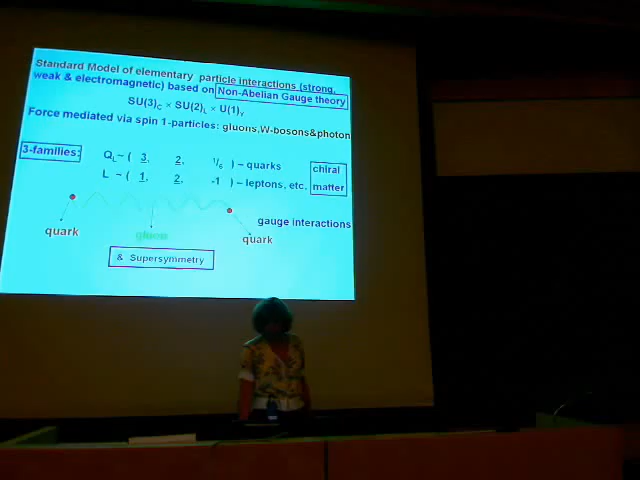 Standard Model of elementary particle interactions (strong,
weak & electromagnetic) based on Non-Abelian Gauge theory
SU(3)C × SU(2)L × U(1)Y
Force mediated via spin 1-particles: gluons,W-bosons&photon
3-families: QL~ ( 3, 2, 1/6 ) – quarks chiral
L ~ ( 1, 2, -1 ) – leptons, etc. matter
gauge interactions
quark gluon quark
& Supersymmetry